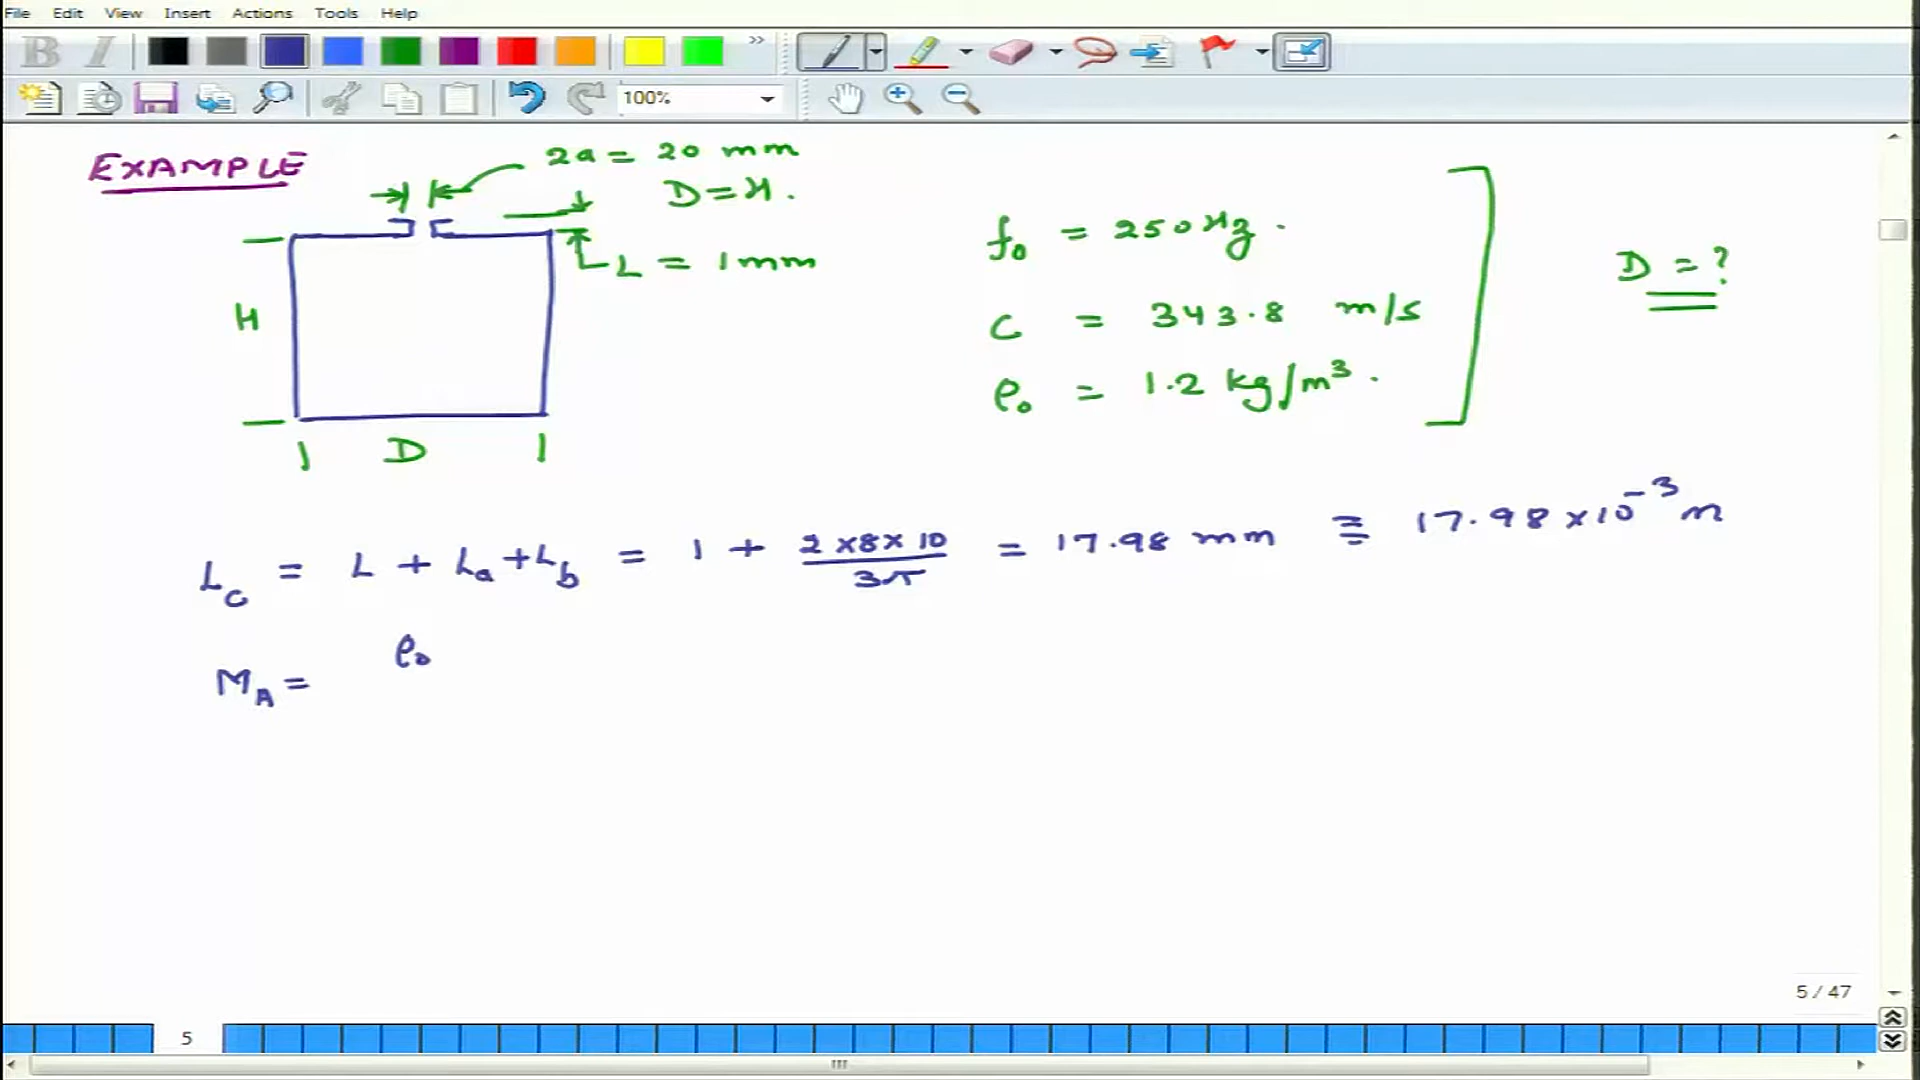 File Edit View Insert Actions Tools Help
B I
100%
EXAMPLE
2a = 20 mm
D = H.
L = 1 mm
H
D
f₀ = 250 Hz.
C = 343.8 m/s
ρ₀ = 1.2 kg/m³.
D = ?
L_C = L + L_a + L_b = 1 + (2×8×10)/(3π) = 17.98 mm ≡ 17.98 × 10⁻³ m
M_A = ρ₀
5 / 47
5